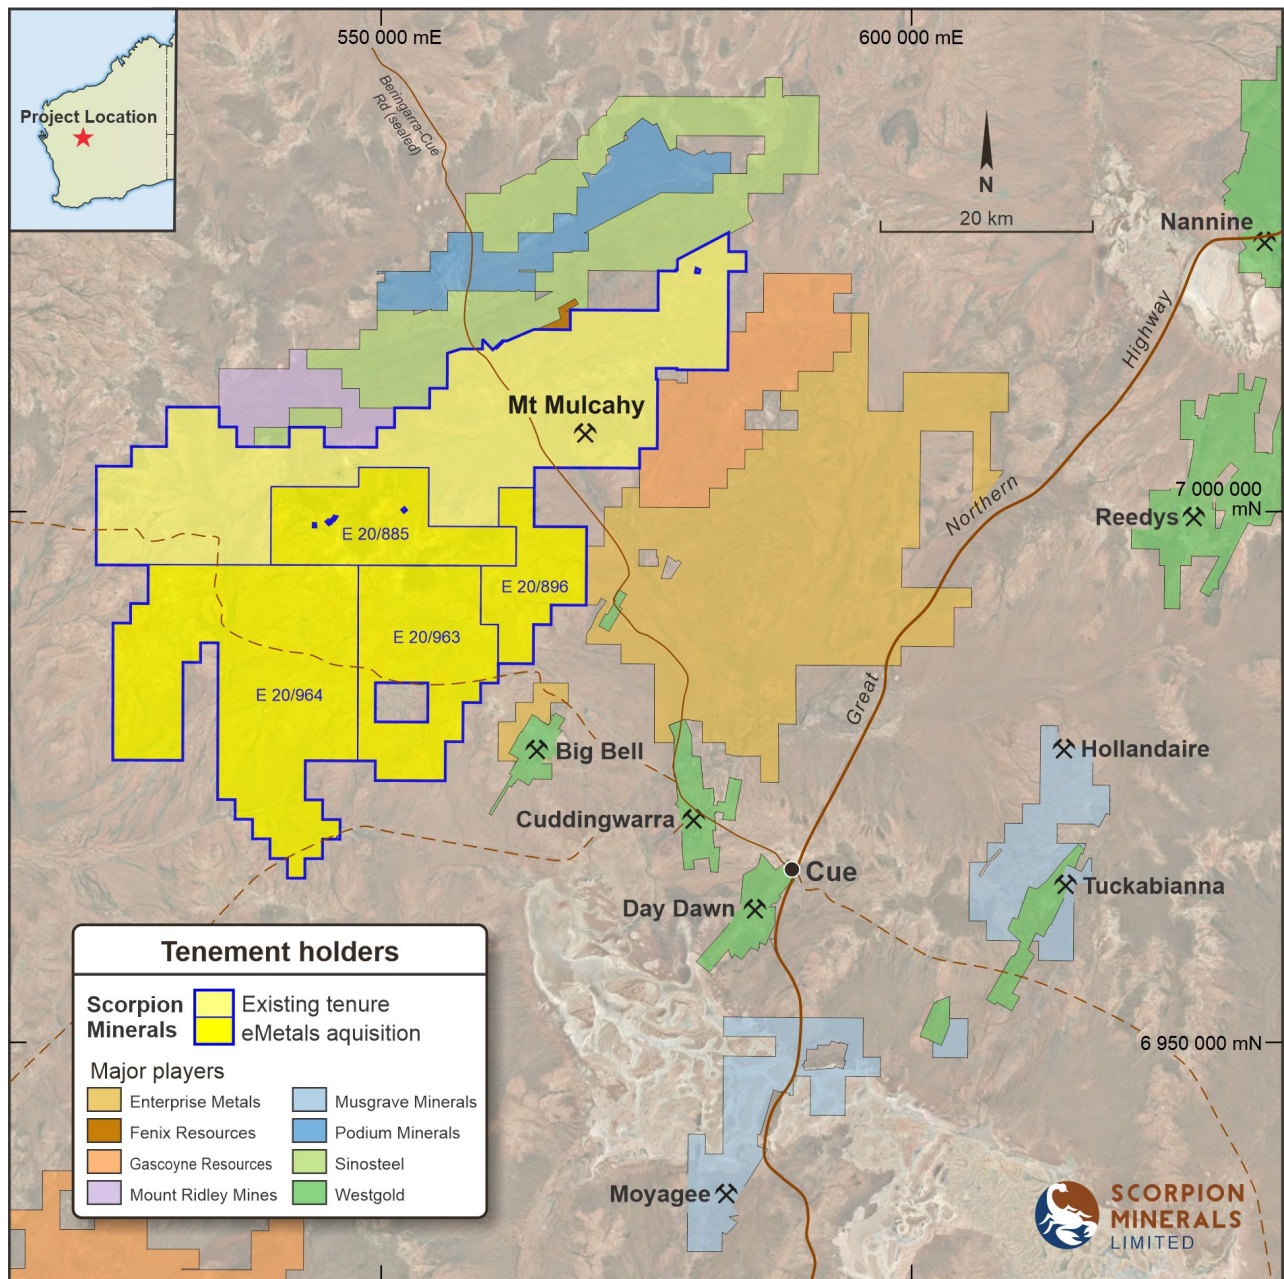 550 000 mE
600 000 mE
Project Location
Beringarra-Cue
Rd (sealed)
N
20 km
Nannine
Highway
Mt Mulcahy
7 000 000
mN
Reedys
Northern
E 20/885
E 20/896
E 20/963
E 20/964
Great
Big Bell
Hollandaire
Cuddingwarra
Cue
Tuckabianna
Day Dawn
Tenement holders
Scorpion
Minerals
Existing tenure
eMetals aquisition
Major players
Enterprise Metals
Fenix Resources
Gascoyne Resources
Mount Ridley Mines
Musgrave Minerals
Podium Minerals
Sinosteel
Westgold
6 950 000 mN
Moyagee
SCORPION
MINERALS
LIMITED